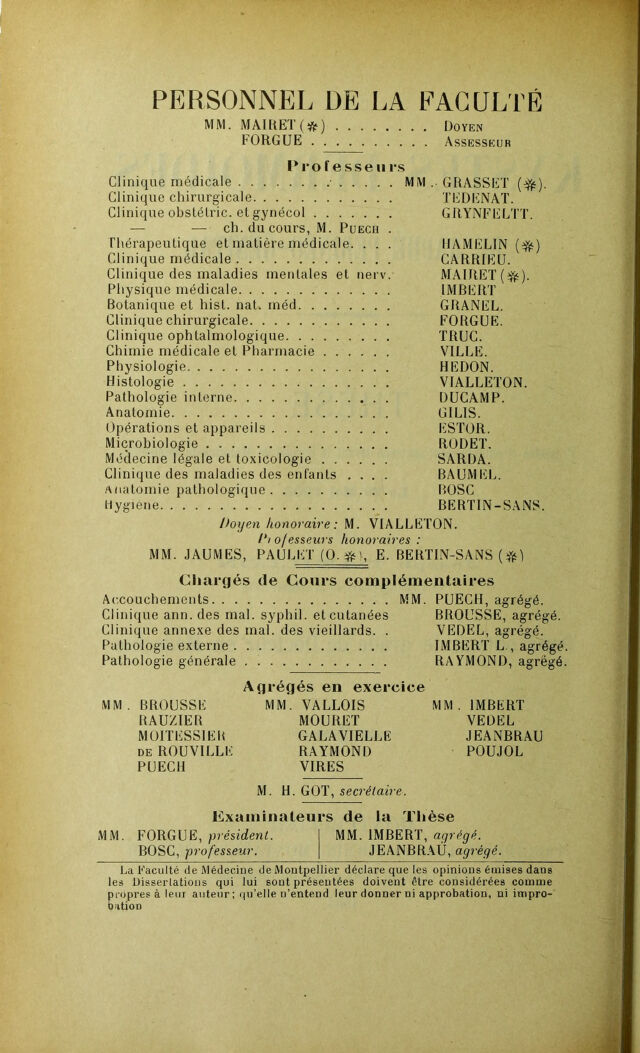 PERSONNEL DE LA FACULTÉ
MM. MAIRET (✻) . . . . . . . . DOYEN
FORGUE . . . . . . . . . . ASSESSEUR
Professeurs
Clinique médicale . . . . . . . . . . . . . MM . GRASSET (✻).
Clinique chirurgicale. . . . . . . . . . . . TEDENAT.
Clinique obstétric. et gynécol . . . . . . . GRYNFELTT.
— — ch. du cours, M. PUECH .
Thérapeutique et matière médicale. . . . HAMELIN (✻)
Clinique médicale . . . . . . . . . . . . . CARRIEU.
Clinique des maladies mentales et nerv. MAIRET (✻).
Physique médicale. . . . . . . . . . . . . IMBERT
Botanique et hist. nat. méd. . . . . . . . GRANEL.
Clinique chirurgicale. . . . . . . . . . . . FORGUE.
Clinique ophtalmologique. . . . . . . . . TRUC.
Chimie médicale et Pharmacie . . . . . . VILLE.
Physiologie. . . . . . . . . . . . . . . . . HEDON.
Histologie . . . . . . . . . . . . . . . . . VIALLETON.
Pathologie interne. . . . . . . . . . . . . DUCAMP.
Anatomie. . . . . . . . . . . . . . . . . . GILIS.
Opérations et appareils . . . . . . . . . . ESTOR.
Microbiologie . . . . . . . . . . . . . . . RODET.
Médecine légale et toxicologie . . . . . . SARDA.
Clinique des maladies des enfants . . . . BAUMEL.
Anatomie pathologique . . . . . . . . . . BOSC
Hygiène. . . . . . . . . . . . . . . . . . . BERTIN-SANS.
Doyen honoraire : M. VIALLETON.
Professeurs honoraires :
MM. JAUMES, PAULET (O. ✻), E. BERTIN-SANS (✻)
Chargés de Cours complémentaires
Accouchements. . . . . . . . . . . . . . . MM. PUECH, agrégé.
Clinique ann. des mal. syphil. et cutanées BROUSSE, agrégé.
Clinique annexe des mal. des vieillards. . VEDEL, agrégé.
Pathologie externe . . . . . . . . . . . . . IMBERT L., agrégé.
Pathologie générale . . . . . . . . . . . . RAYMOND, agrégé.
Agrégés en exercice
MM. BROUSSE MM. VALLOIS MM. IMBERT
RAUZIER MOURET VEDEL
MOITESSIER GALAVIELLE JEANBRAU
DE ROUVILLE RAYMOND POUJOL
PUECH VIRES
M. H. GOT, secrétaire.
Examinateurs de la Thèse
MM. FORGUE, président. MM. IMBERT, agrégé.
BOSC, professeur. JEANBRAU, agrégé.
La Faculté de Médecine de Montpellier déclare que les opinions émises dans
les Dissertations qui lui sont présentées doivent être considérées comme
propres à leur auteur; qu'elle n'entend leur donner ni approbation, ni impro-
bation